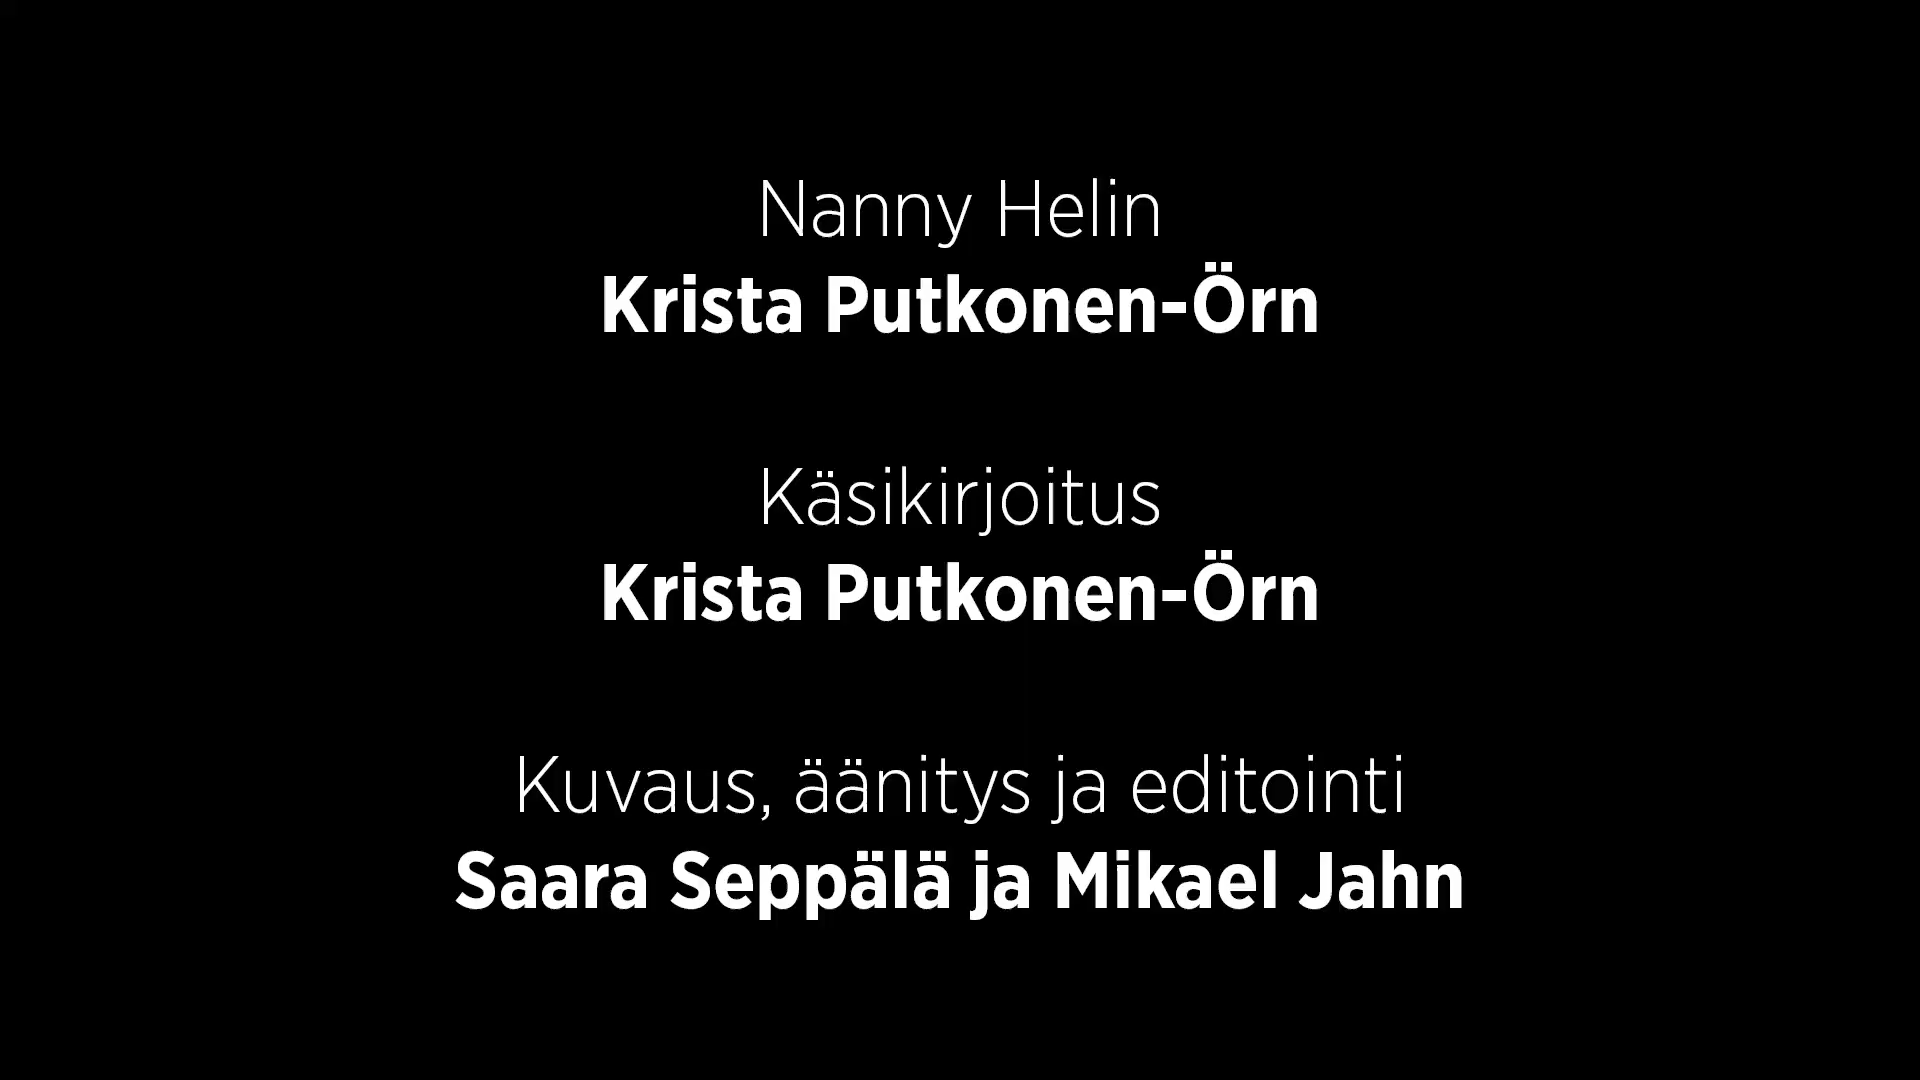 Nanny Helin
Krista Putkonen-Örn
Käsikirjoitus
Krista Putkonen-Örn
Kuvaus, äänitys ja editointi
Saara Seppälä ja Mikael Jahn